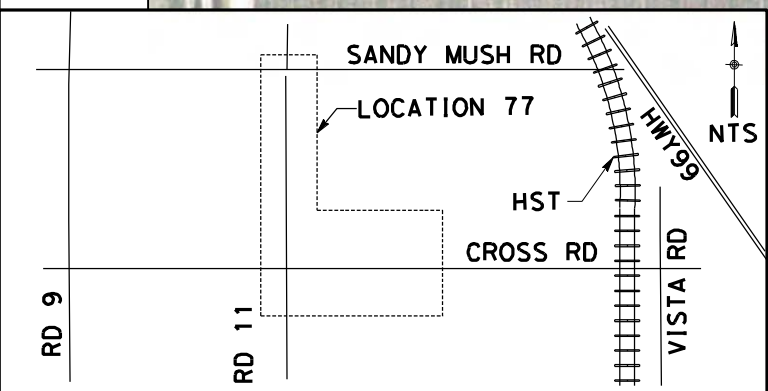 SANDY MUSH RD
LOCATION 77
HWY99
NTS
HST
CROSS RD
RD 9
RD 11
VISTA RD